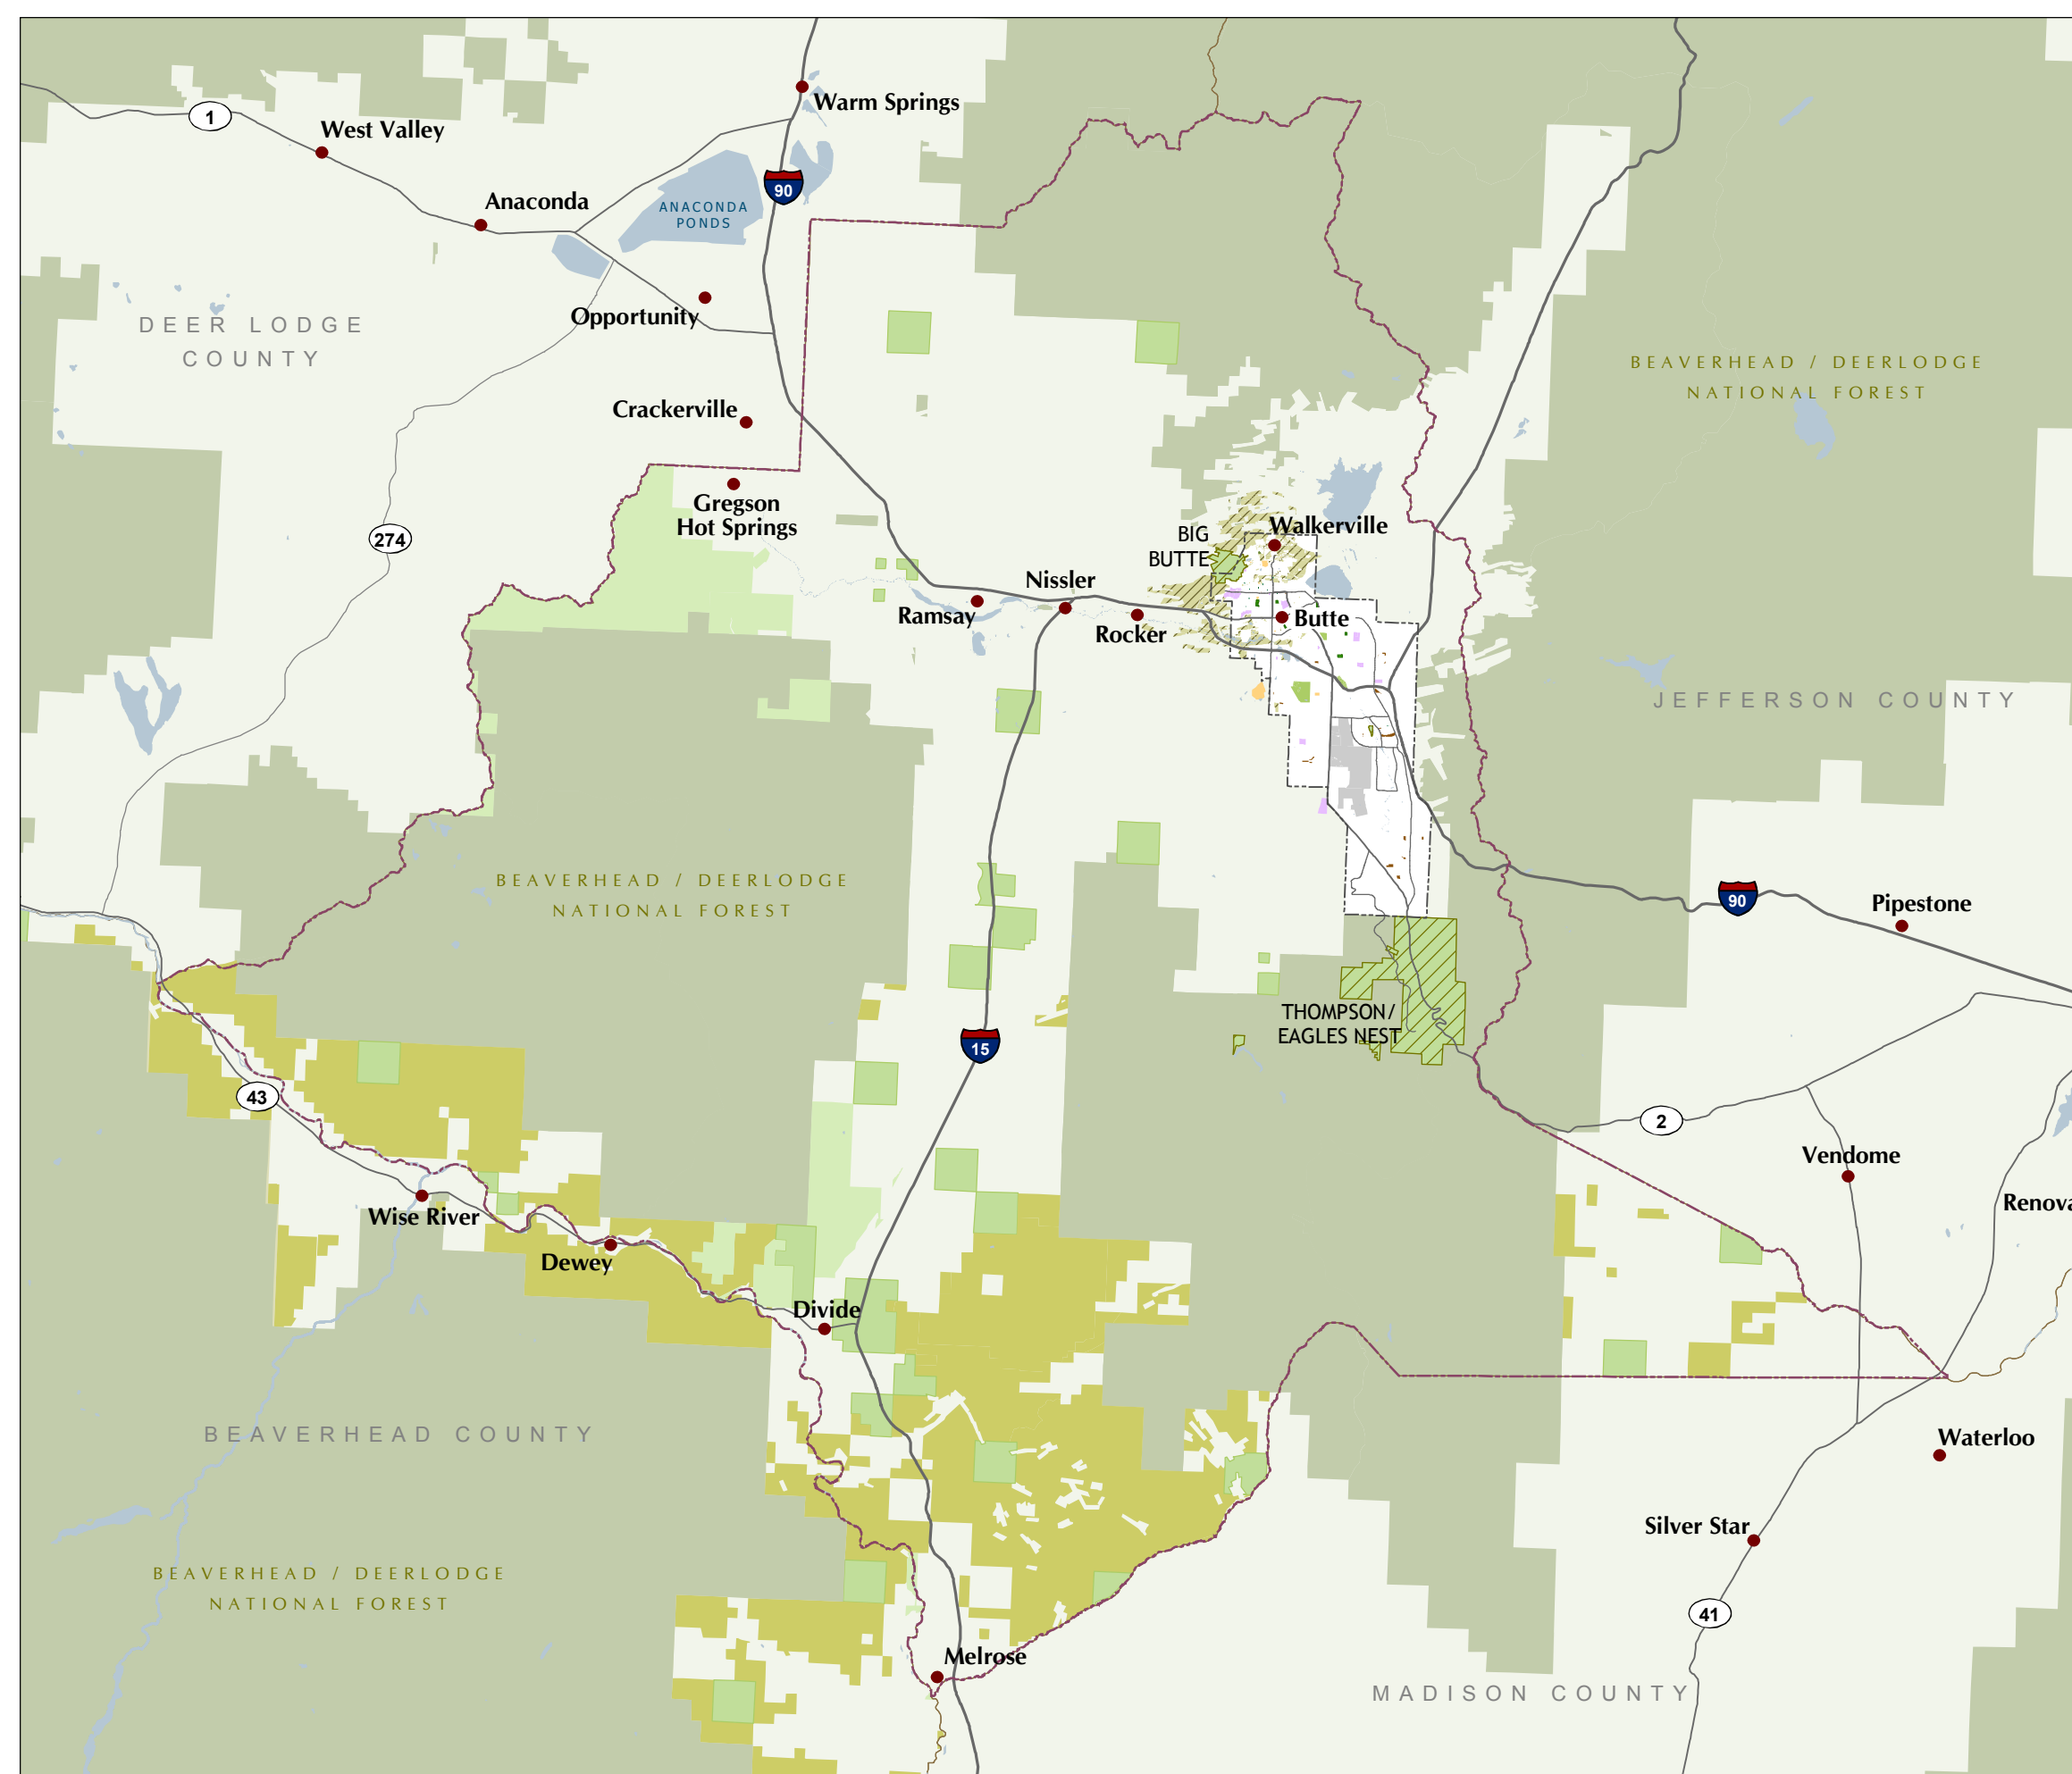 Warm Springs
1
West Valley
90
Anaconda
ANACONDA
PONDS
Opportunity
DEER LODGE
COUNTY
BEAVERHEAD / DEERLODGE
NATIONAL FOREST
Crackerville
Gregson
Hot Springs
274
BIG
BUTTE
Walkerville
Nissler
Ramsay
Rocker
Butte
JEFFERSON COUNTY
BEAVERHEAD / DEERLODGE
NATIONAL FOREST
90
Pipestone
THOMPSON/
EAGLES NEST
15
43
2
Vendome
Wise River
Renova
Dewey
Divide
BEAVERHEAD COUNTY
Waterloo
Silver Star
BEAVERHEAD / DEERLODGE
NATIONAL FOREST
41
Melrose
MADISON COUNTY